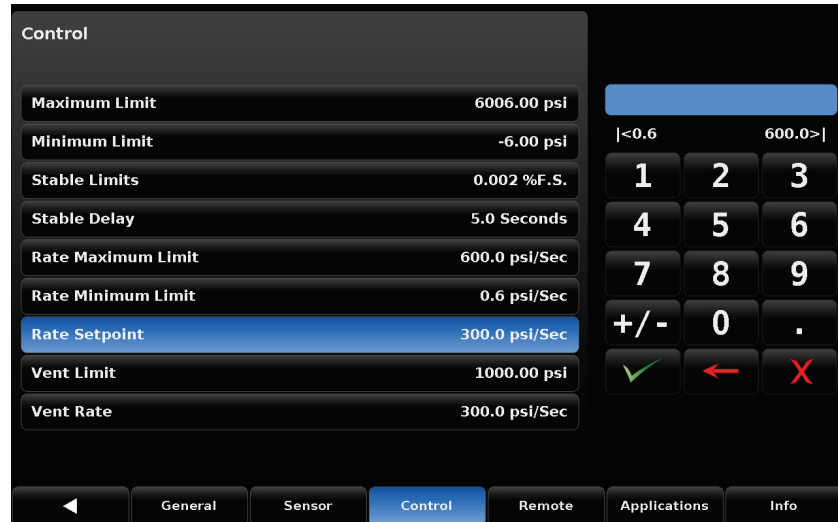 Control
Maximum Limit 6006.00 psi
Minimum Limit -6.00 psi
Stable Limits 0.002 %F.S.
Stable Delay 5.0 Seconds
Rate Maximum Limit 600.0 psi/Sec
Rate Minimum Limit 0.6 psi/Sec
Rate Setpoint 300.0 psi/Sec
Vent Limit 1000.00 psi
Vent Rate 300.0 psi/Sec
|<0.6 600.0>|
1 2 3
4 5 6
7 8 9
+/- 0 .
X
General Sensor Control Remote Applications Info